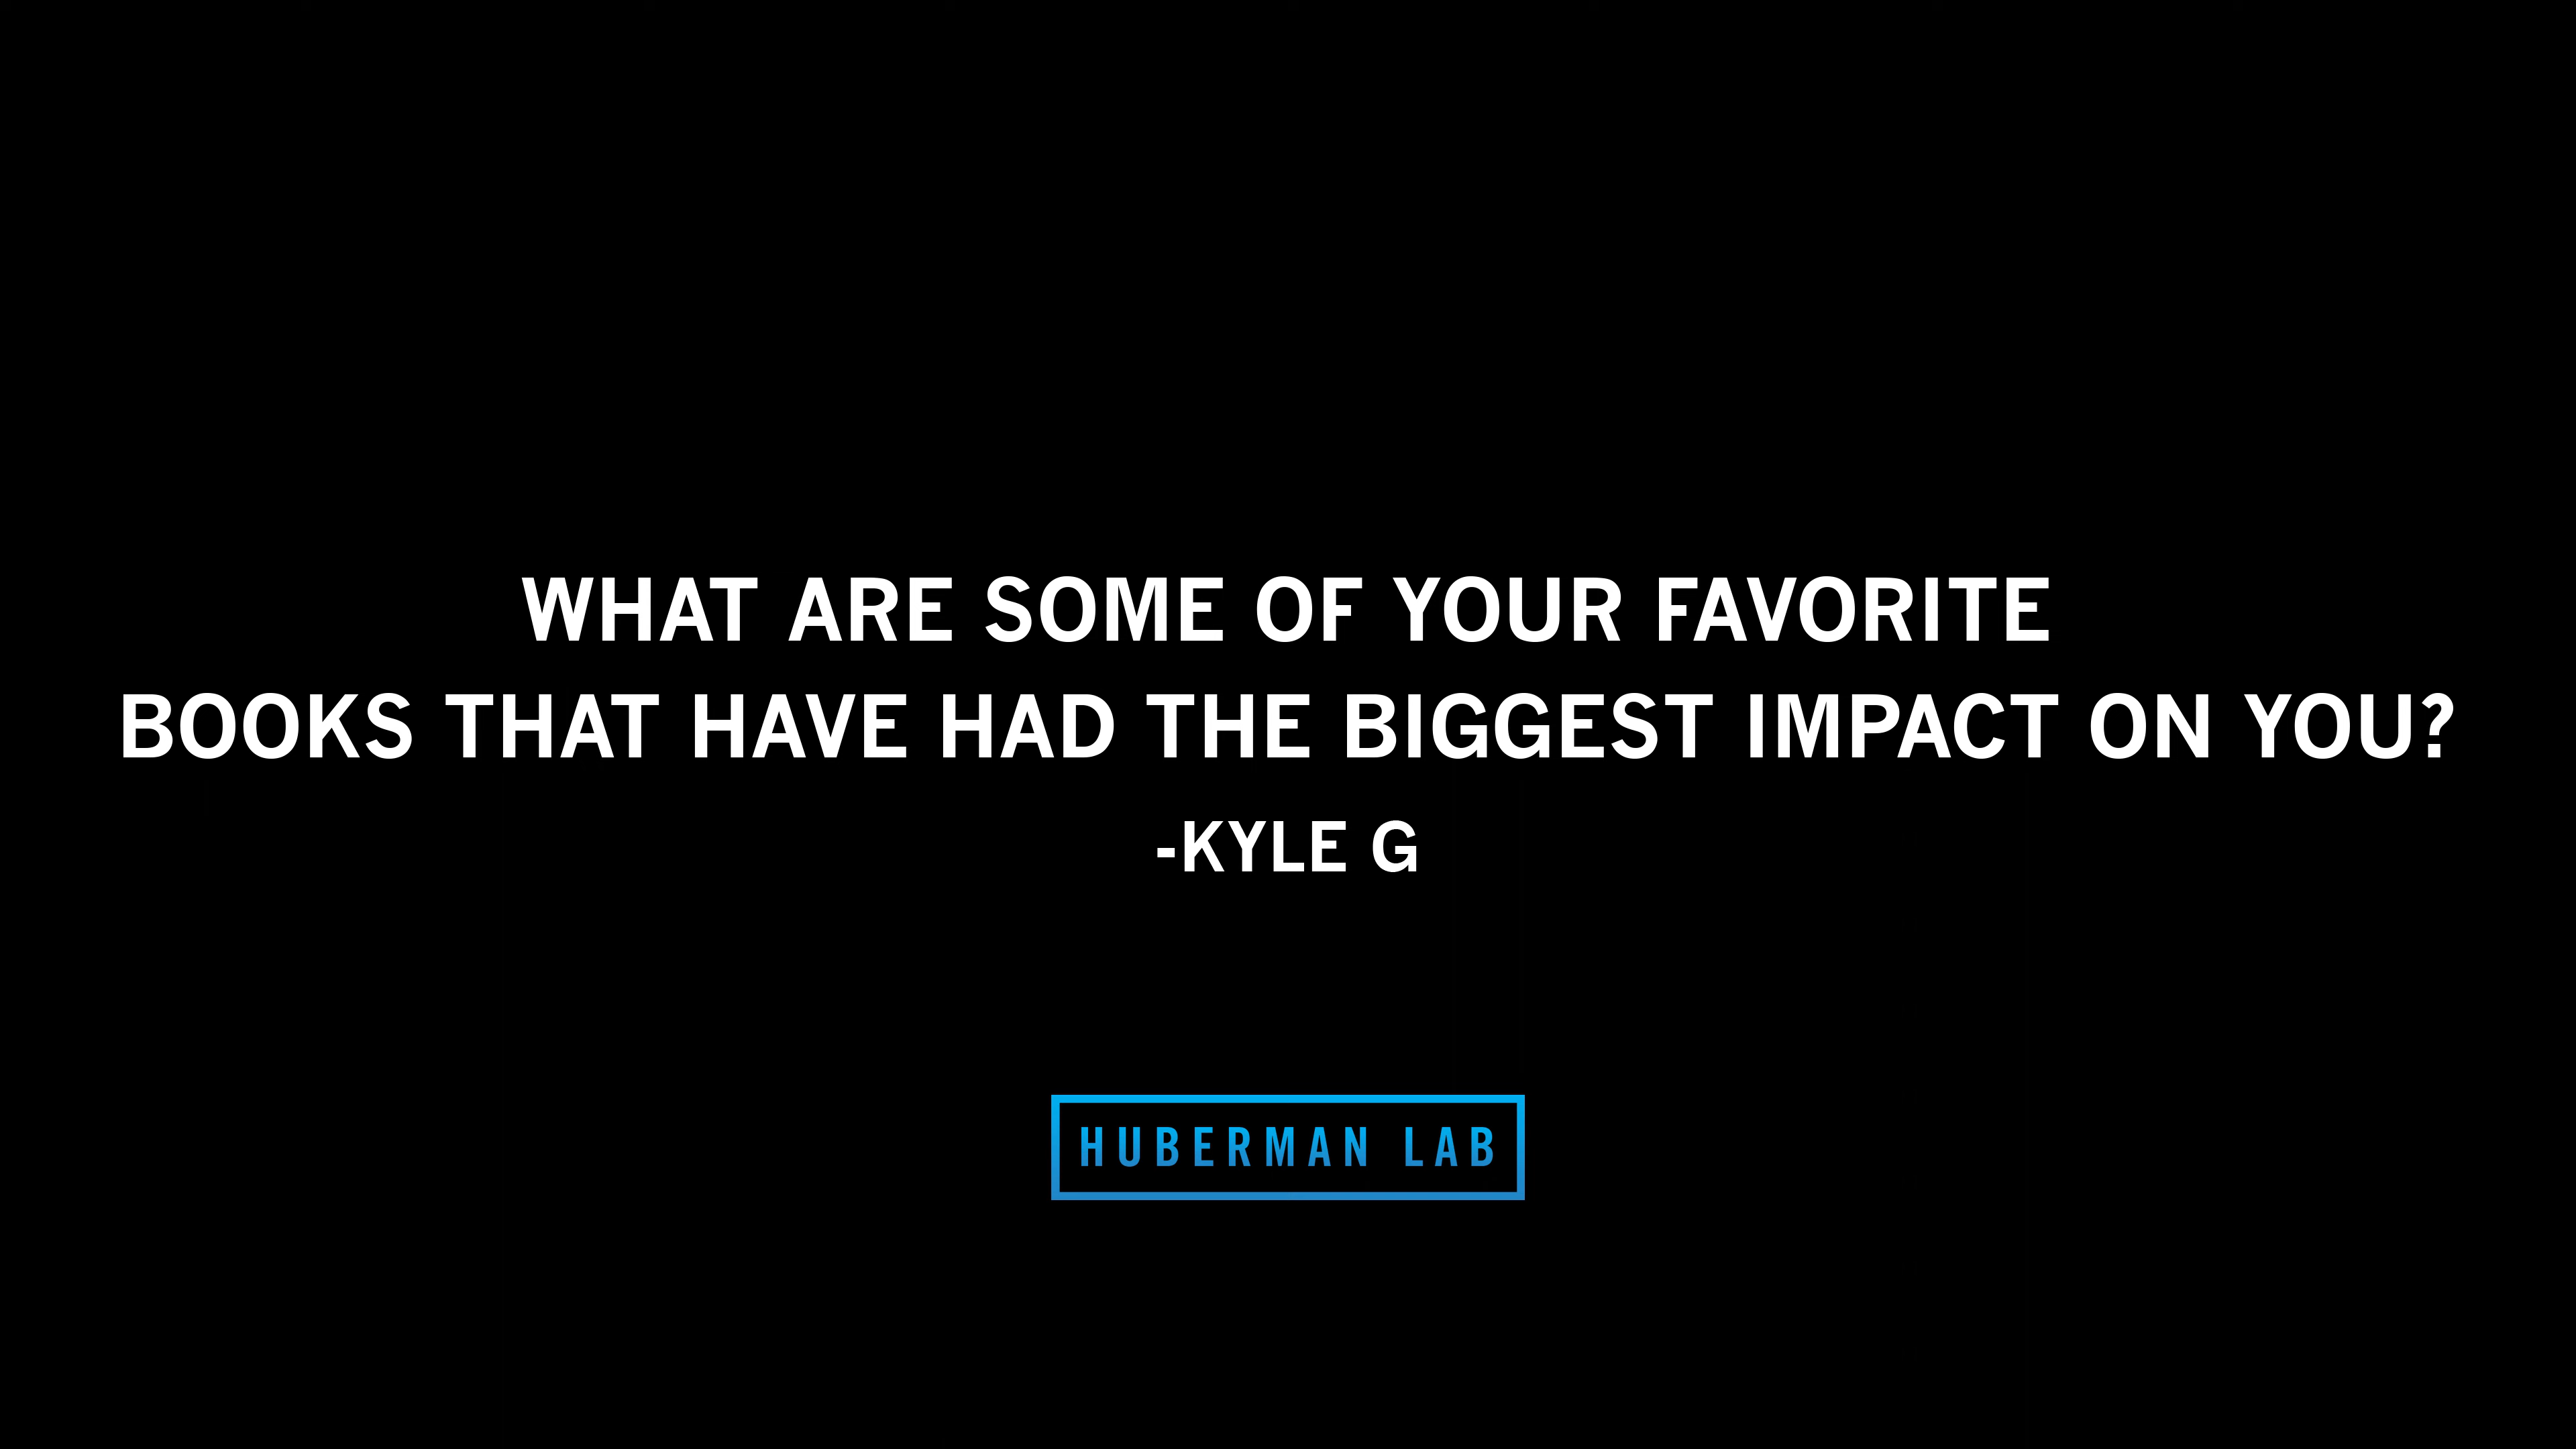 WHAT ARE SOME OF YOUR FAVORITE
BOOKS THAT HAVE HAD THE BIGGEST IMPACT ON YOU?
-KYLE G
HUBERMAN LAB